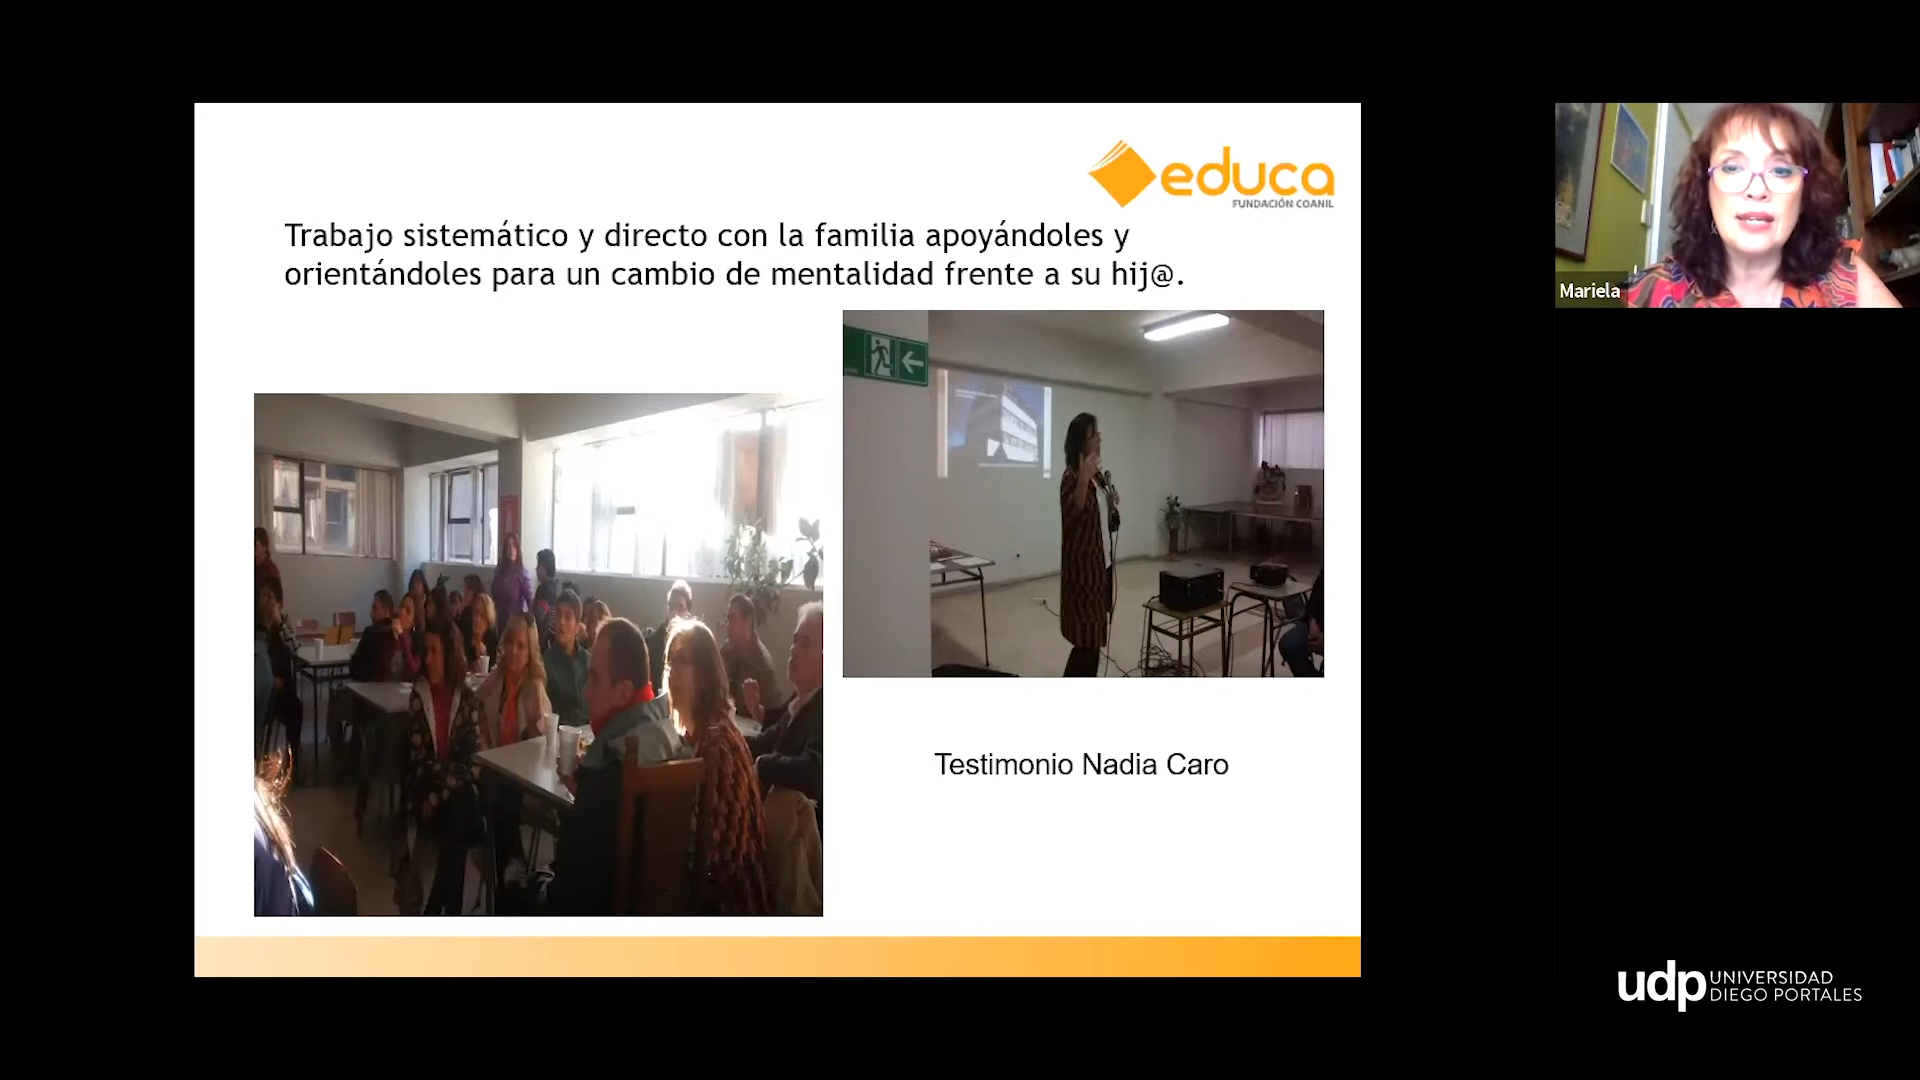 educa
FUNDACIÓN COANIL
Trabajo sistemático y directo con la familia apoyándoles y
orientándoles para un cambio de mentalidad frente a su hij@.
Testimonio Nadia Caro
Mariela
udp UNIVERSIDAD
DIEGO PORTALES